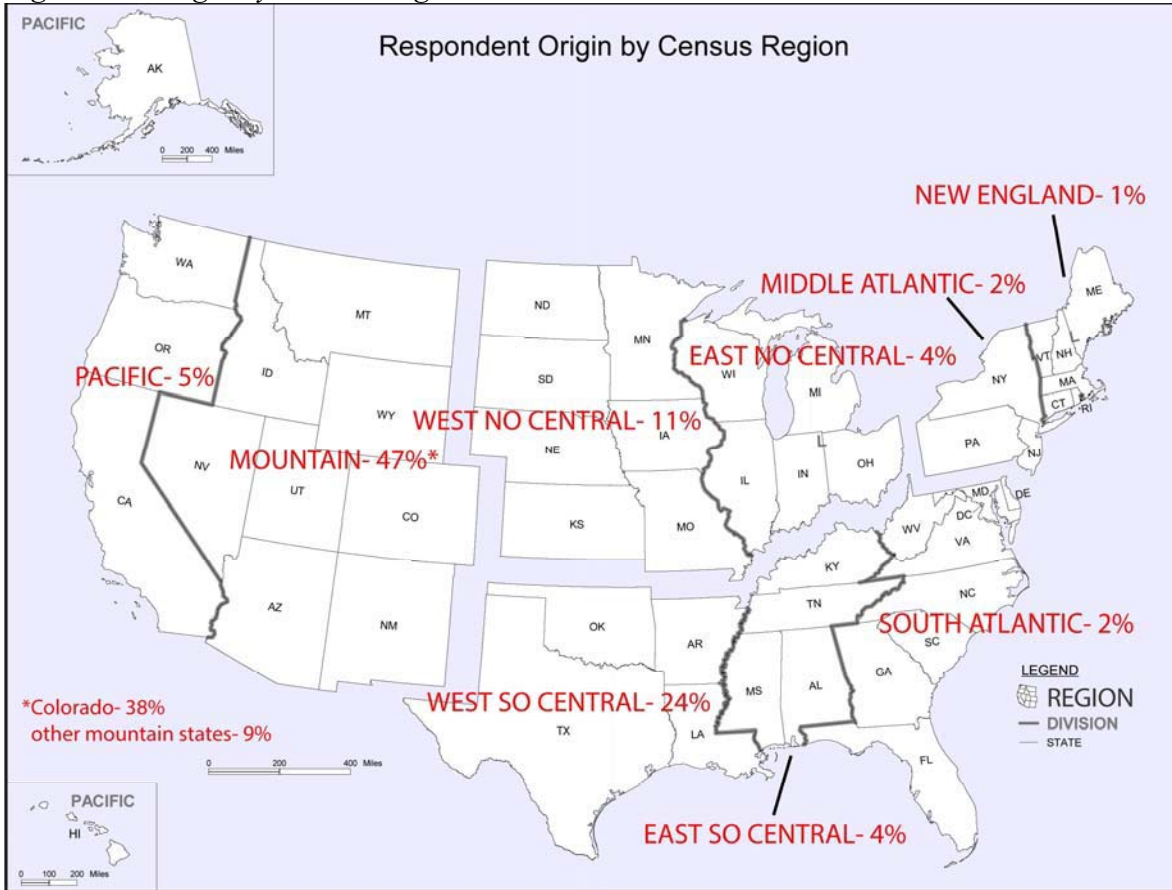 PACIFIC
AK
0 200 400 Miles
Respondent Origin by Census Region
NEW ENGLAND- 1%
MIDDLE ATLANTIC- 2%
EAST NO CENTRAL- 4%
PACIFIC- 5%
WEST NO CENTRAL- 11%
MOUNTAIN- 47%*
SOUTH ATLANTIC- 2%
WEST SO CENTRAL- 24%
EAST SO CENTRAL- 4%
WA
MT
ND
MN
ME
OR
ID
SD
WI
MI
NY
VT
NH
MA
CT
RI
WY
IA
NE
PA
NJ
NV
UT
CO
CA
KS
MO
IL
IN
OH
WV
MD
DE
DC
VA
KY
AZ
NM
OK
AR
TN
NC
SC
TX
LA
MS
AL
GA
FL
*Colorado- 38%
other mountain states- 9%
0 200 400 Miles
LEGEND
REGION
DIVISION
STATE
PACIFIC
HI
0 100 200 Miles